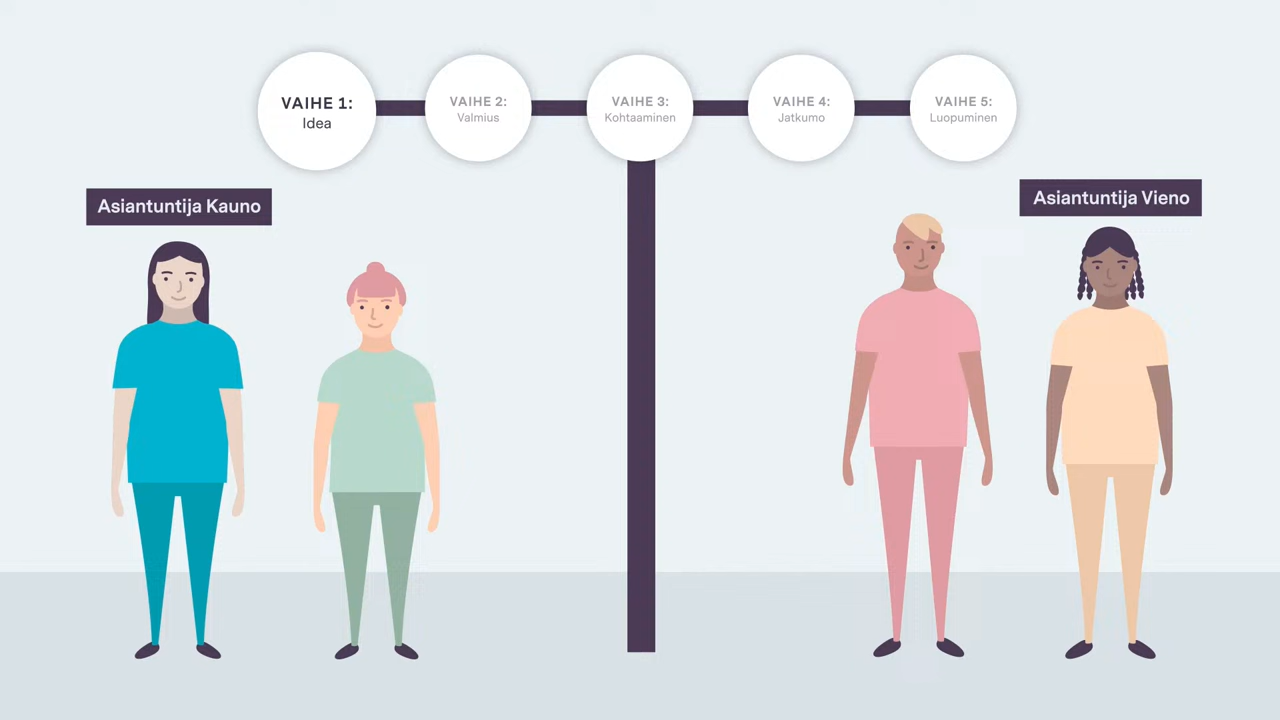 VAIHE 1:
Idea
VAIHE 2:
Valmius
VAIHE 3:
Kohtaaminen
VAIHE 4:
Jatkumo
VAIHE 5:
Luopuminen
Asiantuntija Kauno
Asiantuntija Vieno